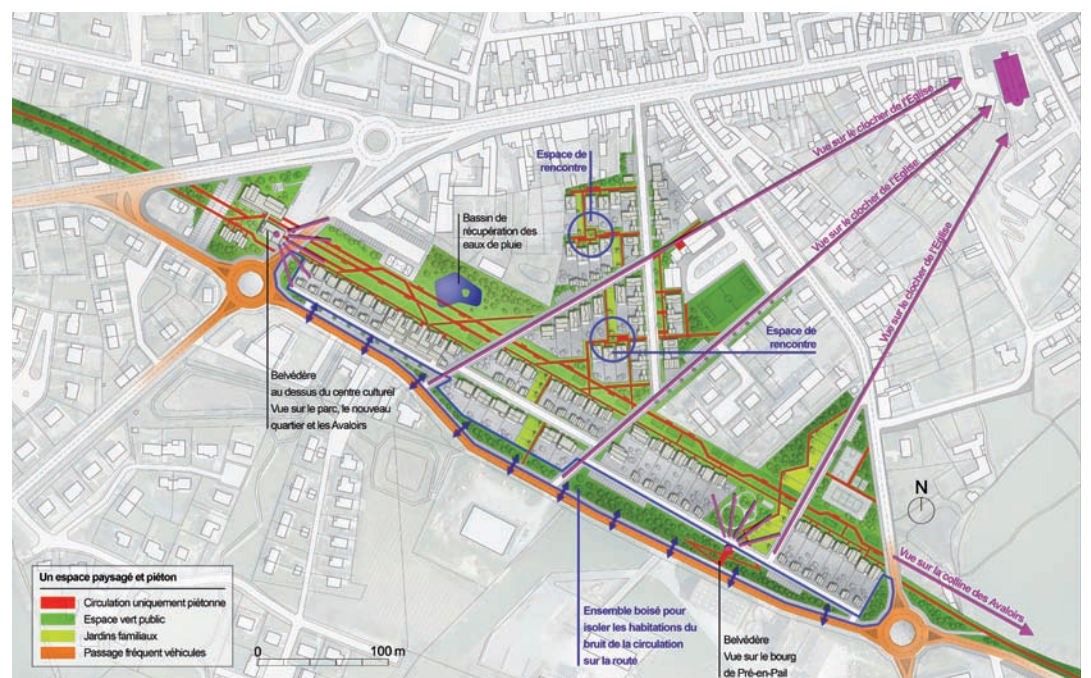 Vue sur le clocher de l'Eglise
Vue sur le clocher de l'Eglise
Vue sur le clocher de l'Eglise
Espace de
rencontre
Bassin de
récupération des
eaux de pluie
Espace de
rencontre
Belvédère
au dessus du centre culturel
Vue sur le parc, le nouveau
quartier et les Avaloirs
N
Vue sur la colline des Avaloirs
Un espace paysagé et piéton
Circulation uniquement piétonne
Espace vert public
Jardins familiaux
Passage fréquent véhicules
0 100 m
Ensemble boisé pour
isoler les habitations du
bruit de la circulation
sur la route
Belvédère
Vue sur le bourg
de Pré-en-Pail